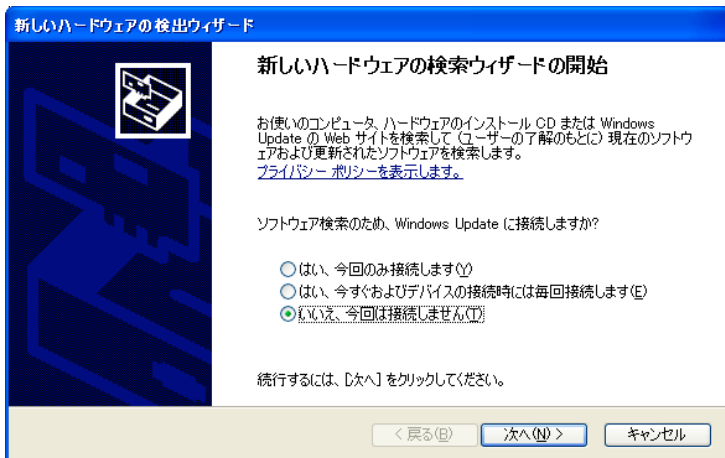 新しいハードウェアの検出ウィザード
新しいハードウェアの検索ウィザードの開始
お使いのコンピュータ、ハードウェアのインストール CD または Windows
Update の Web サイトを検索して (ユーザーの了解のもとに) 現在のソフトウ
ェアおよび更新されたソフトウェアを検索します。
プライバシー ポリシーを表示します。
ソフトウェア検索のため、Windows Update に接続しますか?
はい、今回のみ接続します(Y)
はい、今すぐおよびデバイスの接続時には毎回接続します(E)
いいえ、今回は接続しません(T)
続行するには、[次へ] をクリックしてください。
< 戻る(B)
次へ(N) >
キャンセル